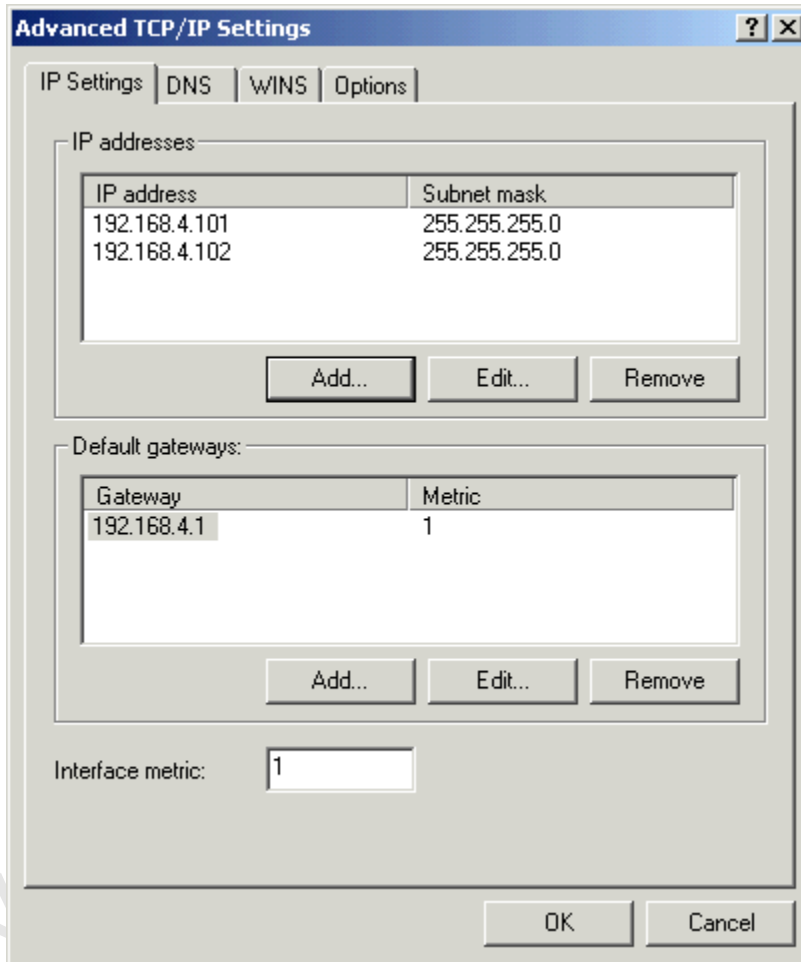 Advanced TCP/IP Settings
IP Settings DNS WINS Options
IP addresses
IP address Subnet mask
192.168.4.101 255.255.255.0
192.168.4.102 255.255.255.0
Add... Edit... Remove
Default gateways:
Gateway Metric
192.168.4.1 1
Add... Edit... Remove
Interface metric: 1
OK Cancel